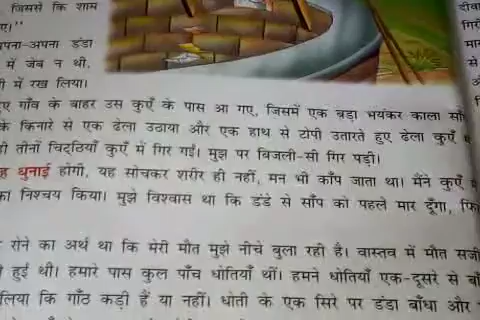 जिससे कि शाम
ए।"
पना-अपना डंडा
में जेब न थी,
में रख लिया।
दीवा
गिरी
मार
से
ए गाँव के बाहर उस कुएँ के पास आ गए, जिसमें एक बड़ा भयंकर काला साँ
के किनारे से एक ढेला उठाया और एक हाथ से टोपी उतारते हुए ढेला कुएँ
ही तीनों चिट्ठियाँ कुएँ में गिर गईं। मुझ पर बिजली-सी गिर पड़ी।
ह धुनाई होगी, यह सोचकर शरीर ही नहीं, मन भी काँप जाता था। मैंने कुएँ
का निश्चय किया। मुझे विश्वास था कि डंडे से साँप को पहले मार दूँगा, फि
रोने का अर्थ था कि मेरी मौत मुझे नीचे बुला रही है। वास्तव में मौत सजी
हुई थी। हमारे पास कुल पाँच धोतियाँ थीं। हमने धोतियाँ एक-दूसरे से बाँ
लिया कि गाँठ कड़ी हैं या नहीं। धोती के एक सिरे पर डंडा बाँधा और